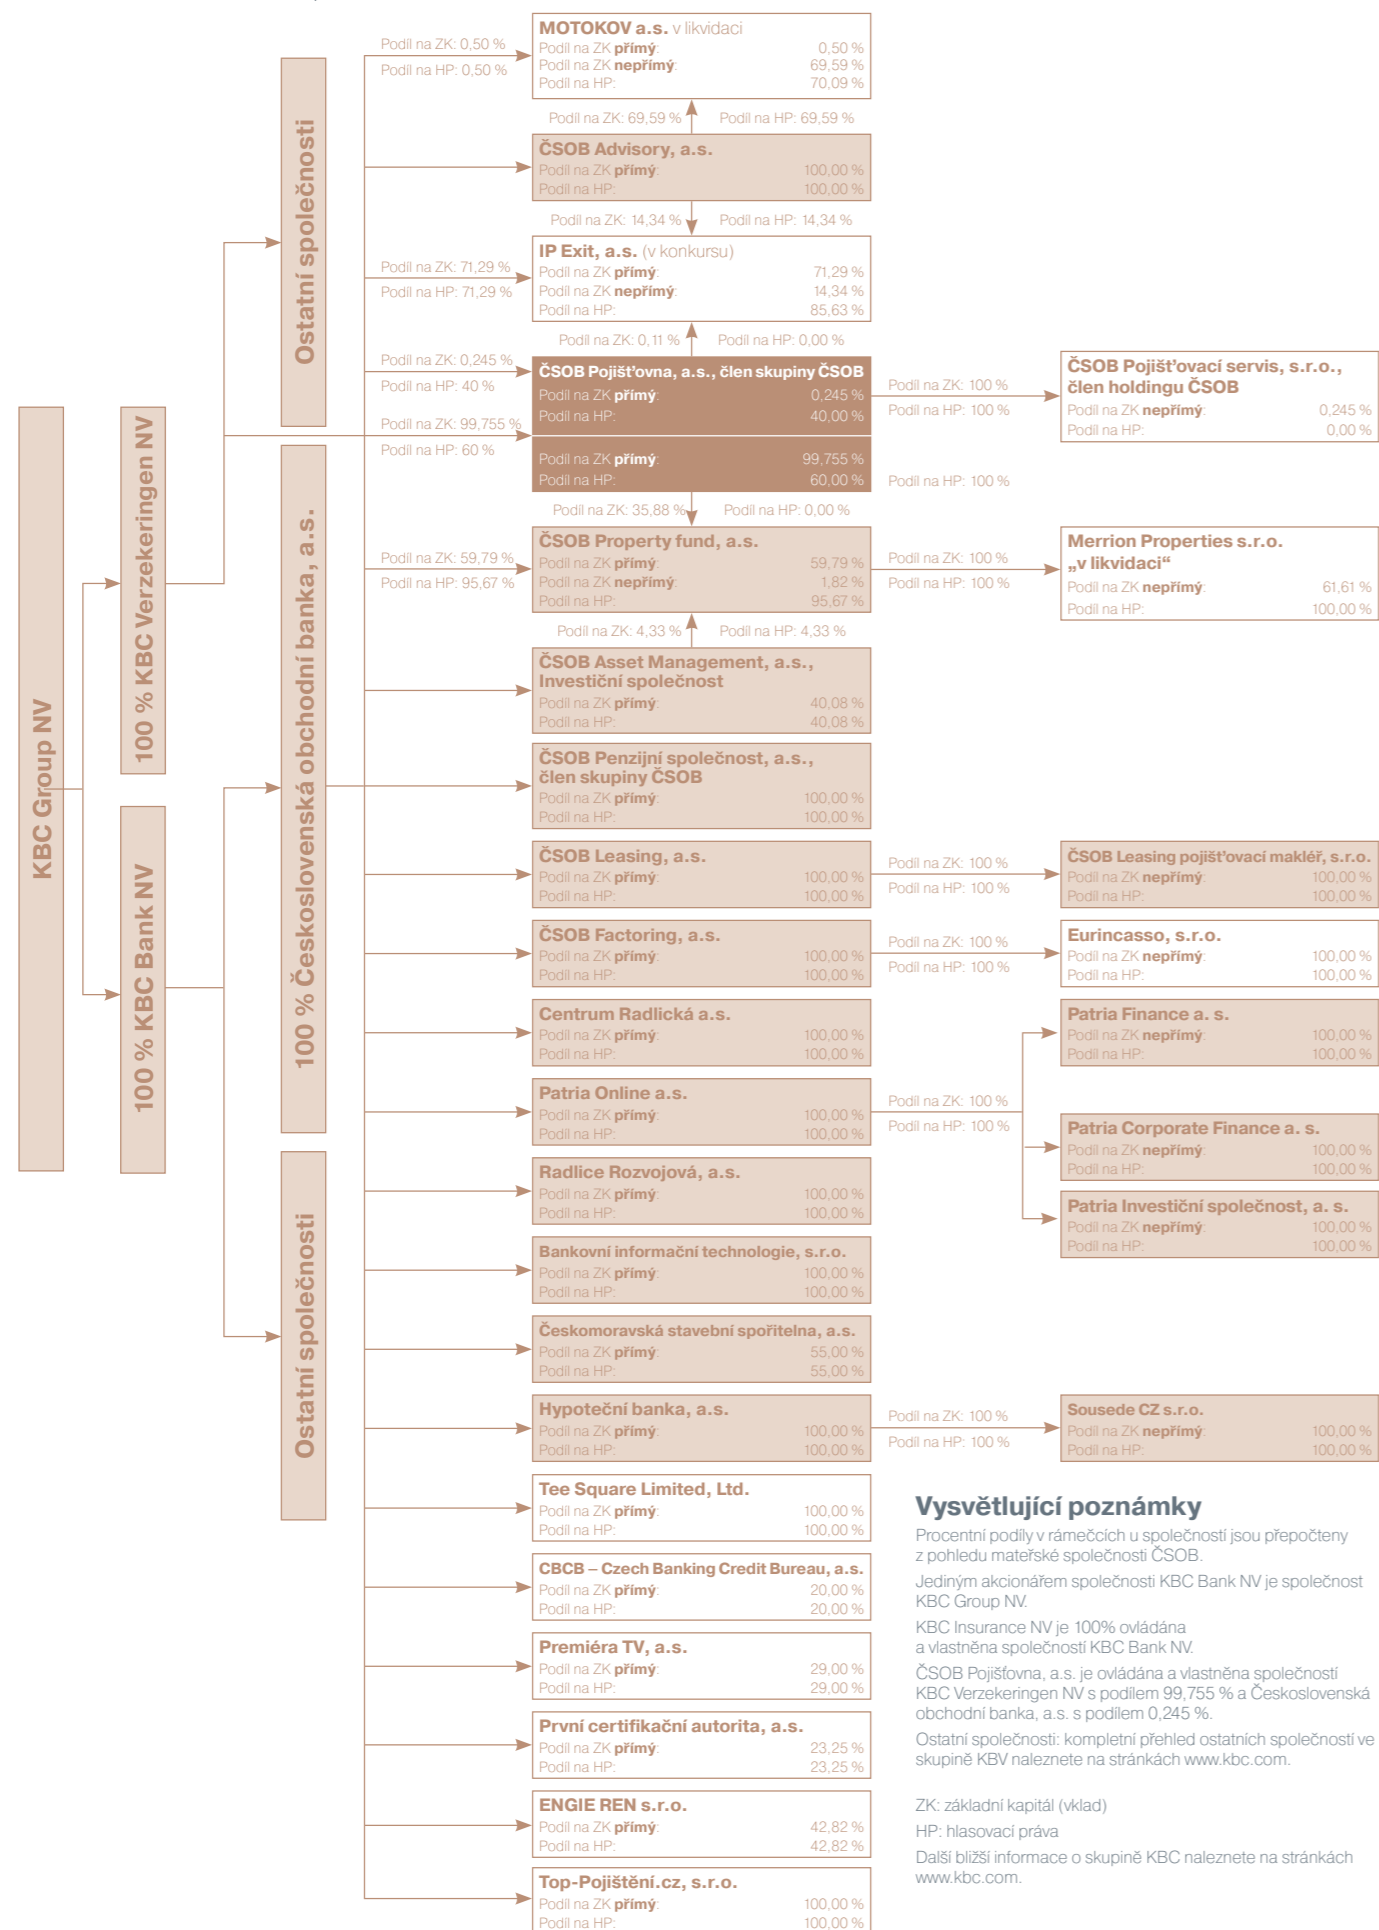 KBC Group NV
100 % KBC Verzekeringen NV
100 % KBC Bank NV
Ostatní společnosti
100 % Československá obchodní banka, a.s.
Ostatní společnosti
Podíl na ZK: 0,50 %
Podíl na HP: 0,50 %
MOTOKOV a.s. v likvidaci
Podíl na ZK přímý: 0,50 %
Podíl na ZK nepřímý: 69,59 %
Podíl na HP: 70,09 %
Podíl na ZK: 69,59 % Podíl na HP: 69,59 %
ČSOB Advisory, a.s.
Podíl na ZK přímý: 100,00 %
Podíl na HP: 100,00 %
Podíl na ZK: 14,34 % Podíl na HP: 14,34 %
Podíl na ZK: 71,29 %
Podíl na HP: 71,29 %
IP Exit, a.s. (v konkursu)
Podíl na ZK přímý: 71,29 %
Podíl na ZK nepřímý: 14,34 %
Podíl na HP: 85,63 %
Podíl na ZK: 0,11 % Podíl na HP: 0,00 %
Podíl na ZK: 0,245 %
Podíl na HP: 40 %
Podíl na ZK: 99,755 %
Podíl na HP: 60 %
ČSOB Pojišt’ovna, a.s., člen skupiny ČSOB
Podíl na ZK přímý: 0,245 %
Podíl na HP: 40,00 %
Podíl na ZK přímý: 99,755 %
Podíl na HP: 60,00 %
Podíl na ZK: 100 %
Podíl na HP: 100 %
ČSOB Pojišt’ovací servis, s.r.o.,
člen holdingu ČSOB
Podíl na ZK nepřímý: 0,245 %
Podíl na HP: 0,00 %
Podíl na HP: 100 %
Podíl na ZK: 35,88 % Podíl na HP: 0,00 %
Podíl na ZK: 59,79 %
Podíl na HP: 95,67 %
ČSOB Property fund, a.s.
Podíl na ZK přímý: 59,79 %
Podíl na ZK nepřímý: 1,82 %
Podíl na HP: 95,67 %
Podíl na ZK: 100 %
Podíl na HP: 100 %
Merrion Properties s.r.o.
„v likvidaci“
Podíl na ZK nepřímý: 61,61 %
Podíl na HP: 100,00 %
Podíl na ZK: 4,33 % Podíl na HP: 4,33 %
ČSOB Asset Management, a.s.,
Investiční společnost
Podíl na ZK přímý: 40,08 %
Podíl na HP: 40,08 %
ČSOB Penzijní společnost, a.s.,
člen skupiny ČSOB
Podíl na ZK přímý: 100,00 %
Podíl na HP: 100,00 %
ČSOB Leasing, a.s.
Podíl na ZK přímý: 100,00 %
Podíl na HP: 100,00 %
Podíl na ZK: 100 %
Podíl na HP: 100 %
ČSOB Leasing pojišt’ovací makléř, s.r.o.
Podíl na ZK nepřímý: 100,00 %
Podíl na HP: 100,00 %
ČSOB Factoring, a.s.
Podíl na ZK přímý: 100,00 %
Podíl na HP: 100,00 %
Podíl na ZK: 100 %
Podíl na HP: 100 %
Eurincasso, s.r.o.
Podíl na ZK nepřímý: 100,00 %
Podíl na HP: 100,00 %
Centrum Radlická a.s.
Podíl na ZK přímý: 100,00 %
Podíl na HP: 100,00 %
Patria Finance a. s.
Podíl na ZK nepřímý: 100,00 %
Podíl na HP: 100,00 %
Patria Online a.s.
Podíl na ZK přímý: 100,00 %
Podíl na HP: 100,00 %
Podíl na ZK: 100 %
Podíl na HP: 100 %
Patria Corporate Finance a. s.
Podíl na ZK nepřímý: 100,00 %
Podíl na HP: 100,00 %
Radlice Rozvojová, a.s.
Podíl na ZK přímý: 100,00 %
Podíl na HP: 100,00 %
Patria Investiční společnost, a. s.
Podíl na ZK nepřímý: 100,00 %
Podíl na HP: 100,00 %
Bankovní informační technologie, s.r.o.
Podíl na ZK přímý: 100,00 %
Podíl na HP: 100,00 %
Českomoravská stavební spořitelna, a.s.
Podíl na ZK přímý: 55,00 %
Podíl na HP: 55,00 %
Hypoteční banka, a.s.
Podíl na ZK přímý: 100,00 %
Podíl na HP: 100,00 %
Podíl na ZK: 100 %
Podíl na HP: 100 %
Sousede CZ s.r.o.
Podíl na ZK nepřímý: 100,00 %
Podíl na HP: 100,00 %
Tee Square Limited, Ltd.
Podíl na ZK přímý: 100,00 %
Podíl na HP: 100,00 %
CBCB – Czech Banking Credit Bureau, a.s.
Podíl na ZK přímý: 20,00 %
Podíl na HP: 20,00 %
Premiéra TV, a.s.
Podíl na ZK přímý: 29,00 %
Podíl na HP: 29,00 %
První certifikační autorita, a.s.
Podíl na ZK přímý: 23,25 %
Podíl na HP: 23,25 %
ENGIE REN s.r.o.
Podíl na ZK přímý: 42,82 %
Podíl na HP: 42,82 %
Top-Pojištění.cz, s.r.o.
Podíl na ZK přímý: 100,00 %
Podíl na HP: 100,00 %
Vysvětlující poznámky
Procentní podíly v rámečcích u společností jsou přepočteny
z pohledu mateřské společnosti ČSOB.
Jediným akcionářem společnosti KBC Bank NV je společnost
KBC Group NV.
KBC Insurance NV je 100% ovládána
a vlastněna společností KBC Bank NV.
ČSOB Pojišťovna, a.s. je ovládána a vlastněna společností
KBC Verzekeringen NV s podílem 99,755 % a Československá
obchodní banka, a.s. s podílem 0,245 %.
Ostatní společnosti: kompletní přehled ostatních společností ve
skupině KBV naleznete na stránkách www.kbc.com.
ZK: základní kapitál (vklad)
HP: hlasovací práva
Další bližší informace o skupině KBC naleznete na stránkách
www.kbc.com.